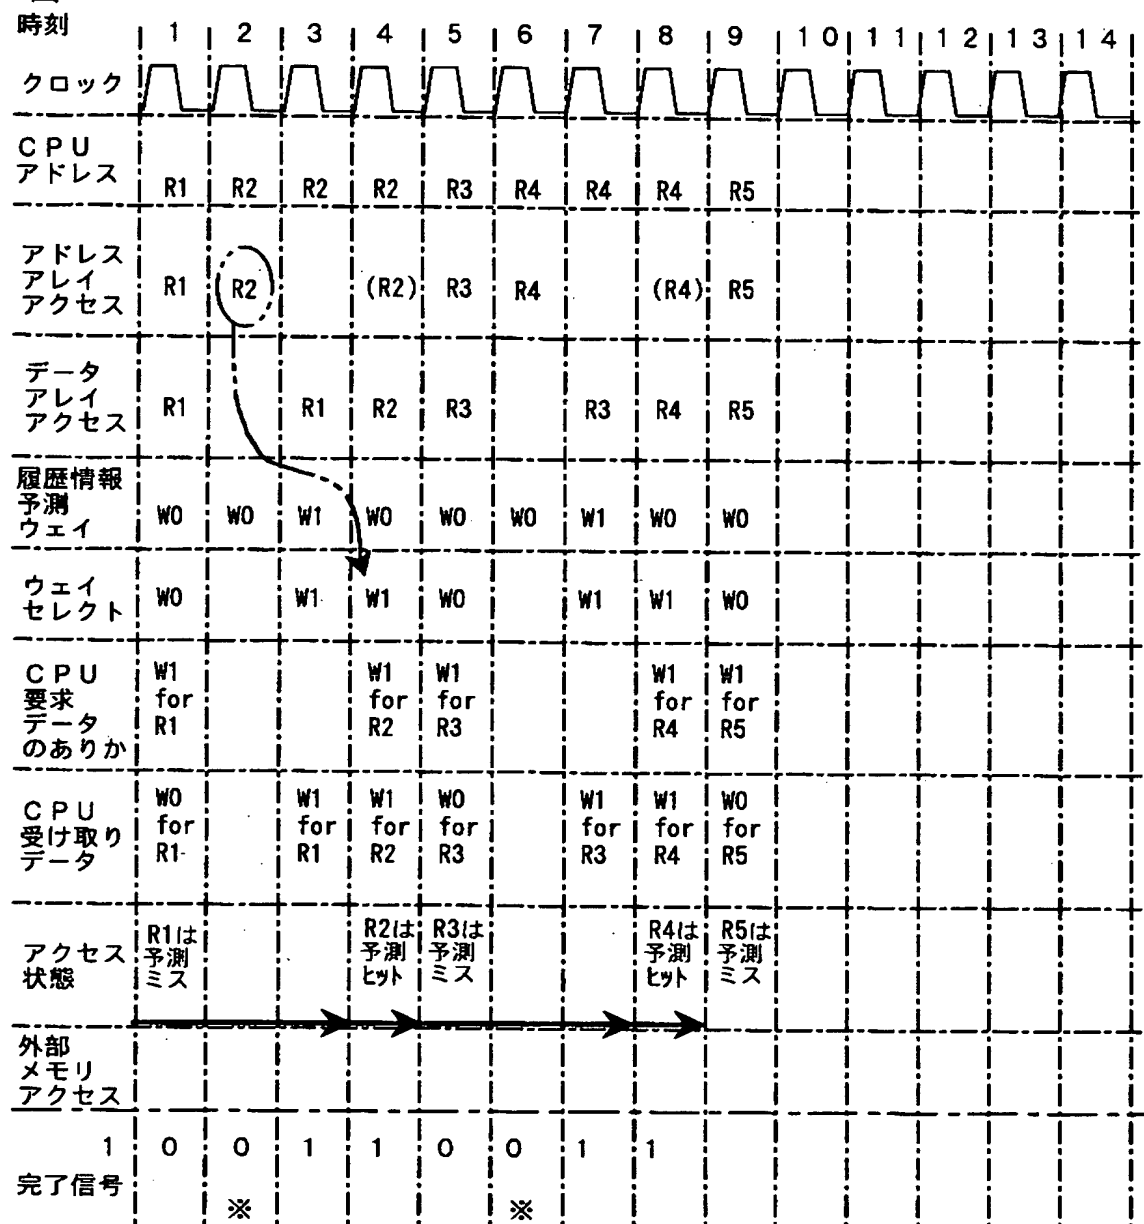 時刻 1 2 3 4 5 6 7 8 9 10 11 12 13 14
クロック
CPU
アドレス R1 R2 R2 R2 R3 R4 R4 R4 R5
アドレス
アレイ
アクセス R1 R2 (R2) R3 R4 (R4) R5
データ
アレイ
アクセス R1 R1 R2 R3 R3 R4 R5
履歴情報
予測
ウェイ W0 W0 W1 W0 W0 W0 W1 W0 W0
ウェイ
セレクト W0 W1 W1 W0 W1 W1 W0
CPU W1 W1 W1 W1 W1
要求 for for for for for
データ R1 R2 R3 R4 R5
のありか
CPU W0 W1 W1 W0 W1 W1 W0
受け取り for for for for for for for
データ R1 R1 R2 R3 R3 R4 R5
R1は R2は R3は R4は R5は
アクセス 予測 予測 予測 予測 予測
状態 ミス ヒット ミス ヒット ミス
外部
メモリ
アクセス
1 0 0 1 1 0 0 1 1
完了信号
※ ※